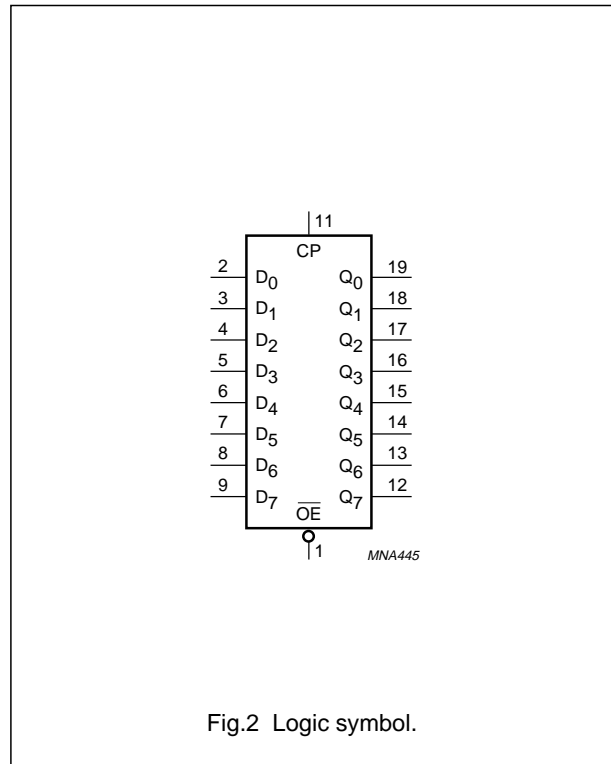 11
CP
2 D0 Q0 19
3 D1 Q1 18
4 D2 Q2 17
5 D3 Q3 16
6 D4 Q4 15
7 D5 Q5 14
8 D6 Q6 13
9 D7 Q7 12
O̅E̅
1
MNA445
Fig.2 Logic symbol.